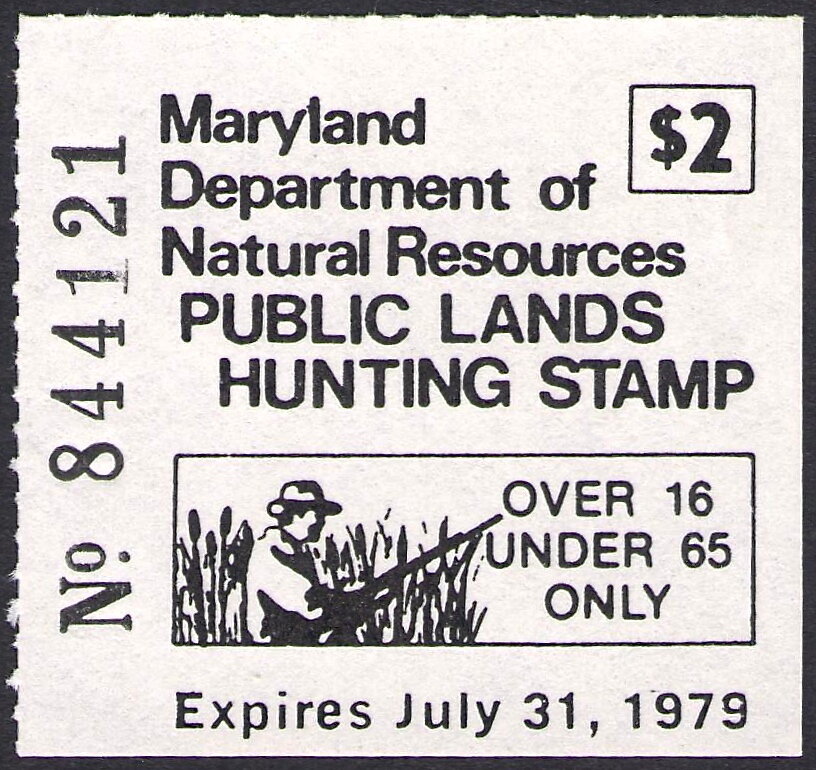 Maryland
Department of
Natural Resources
PUBLIC LANDS
HUNTING STAMP
$2
No. 844121
OVER 16
UNDER 65
ONLY
Expires July 31, 1979